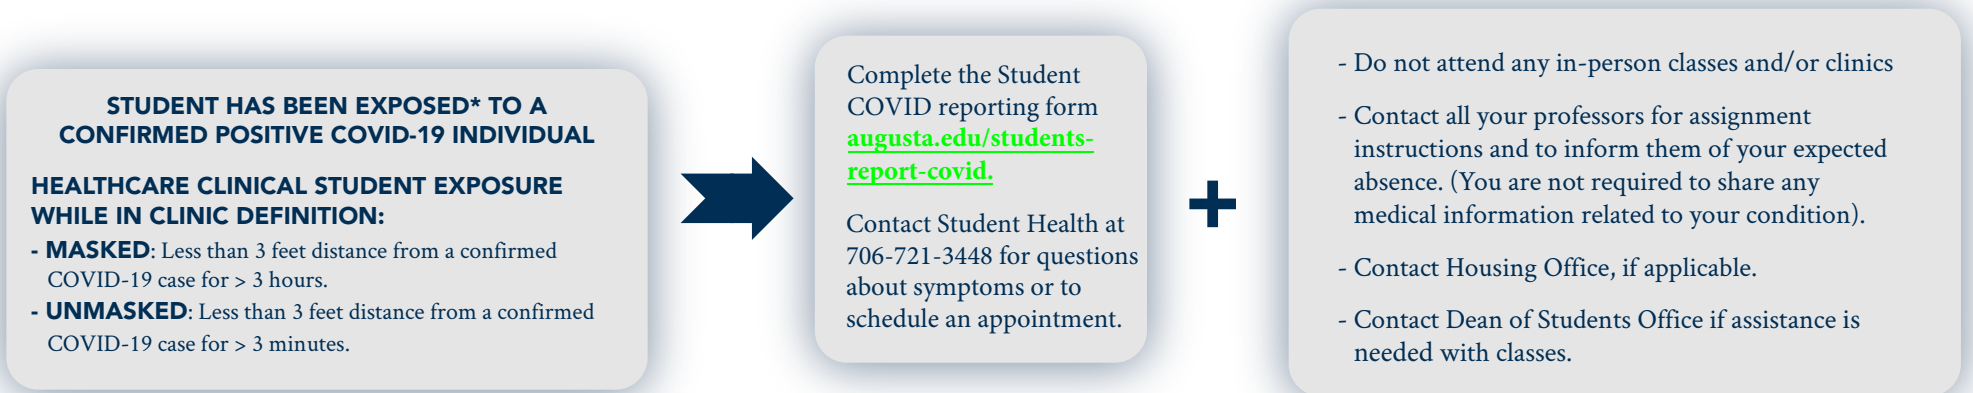 STUDENT HAS BEEN EXPOSED* TO A
CONFIRMED POSITIVE COVID-19 INDIVIDUAL
HEALTHCARE CLINICAL STUDENT EXPOSURE
WHILE IN CLINIC DEFINITION:
- MASKED: Less than 3 feet distance from a confirmed
COVID-19 case for > 3 hours.
- UNMASKED: Less than 3 feet distance from a confirmed
COVID-19 case for > 3 minutes.
Complete the Student
COVID reporting form
augusta.edu/students-
report-covid.
Contact Student Health at
706-721-3448 for questions
about symptoms or to
schedule an appointment.
+
- Do not attend any in-person classes and/or clinics
- Contact all your professors for assignment
instructions and to inform them of your expected
absence. (You are not required to share any
medical information related to your condition).
- Contact Housing Office, if applicable.
- Contact Dean of Students Office if assistance is
needed with classes.